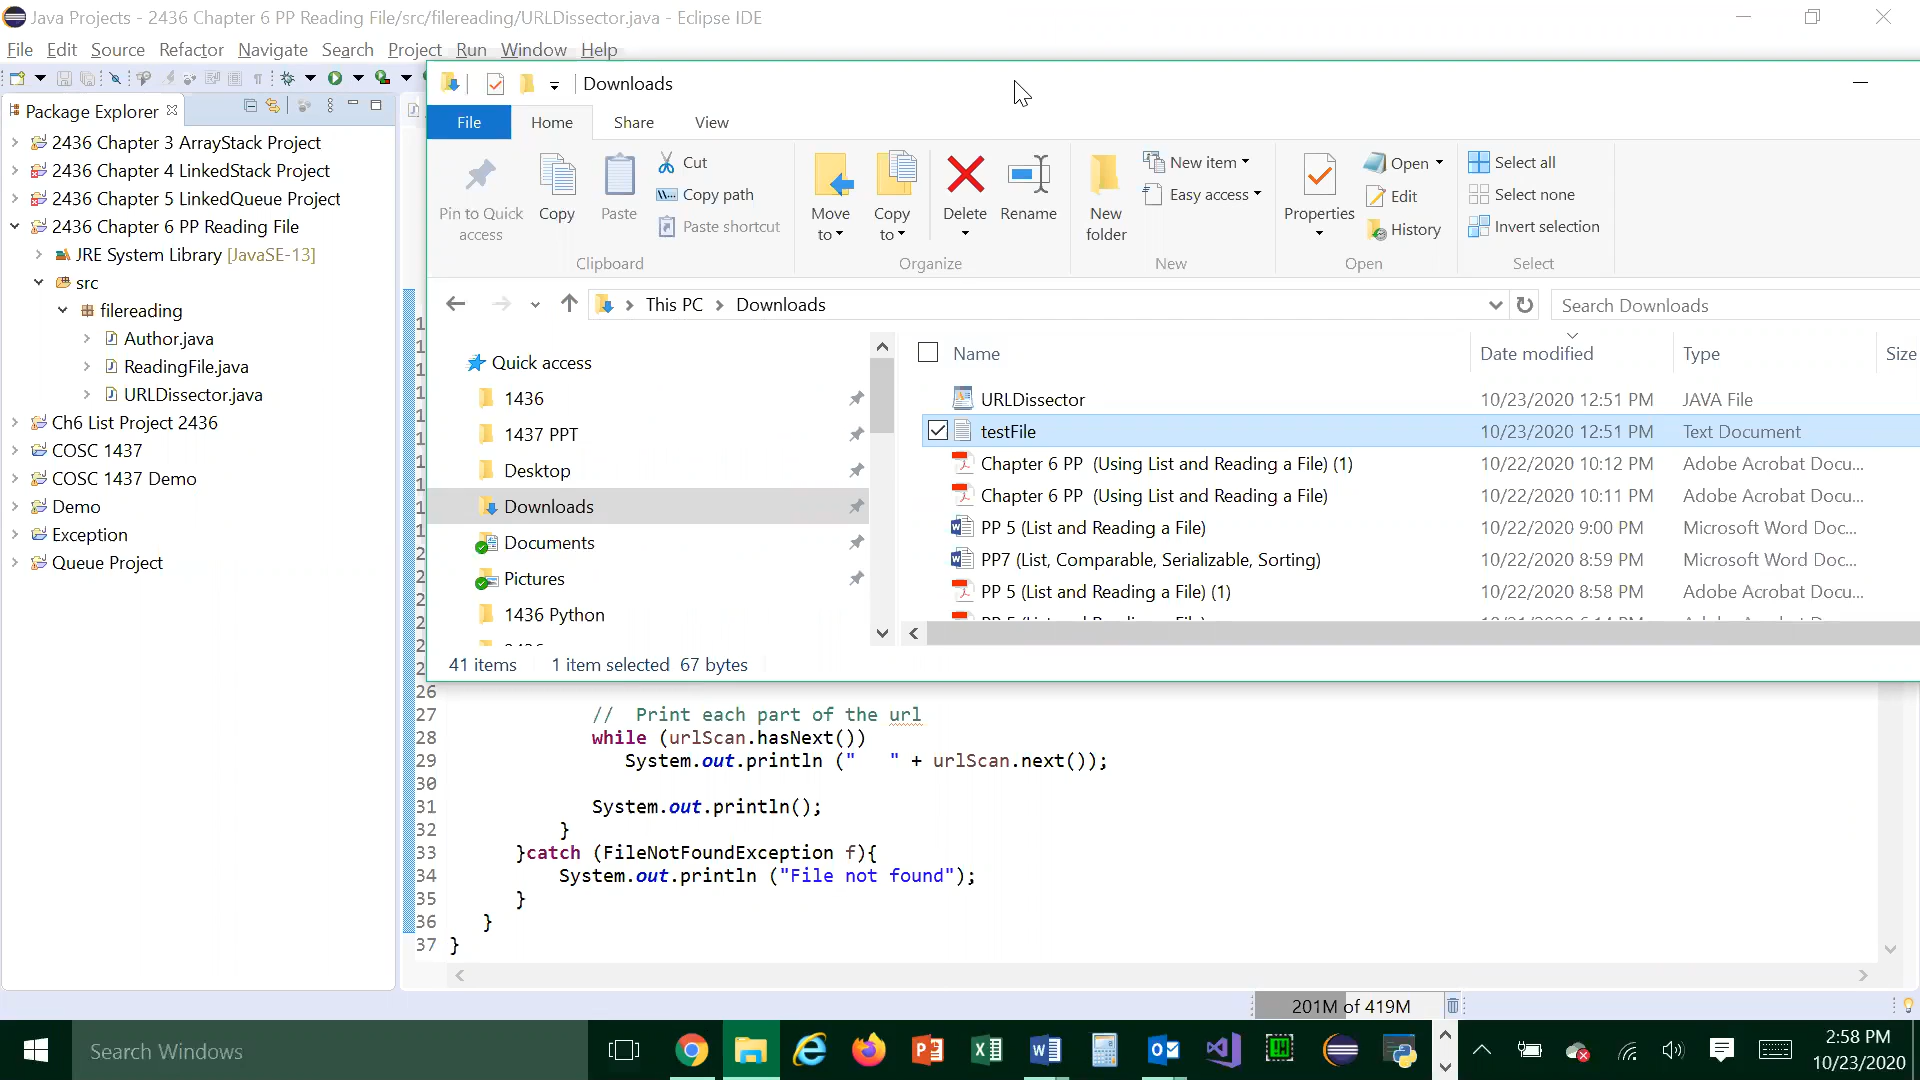 Java Projects - 2436 Chapter 6 PP Reading File/src/filereading/URLDissector.java - Eclipse IDE
File Edit Source Refactor Navigate Search Project Run Window Help
Package Explorer
2436 Chapter 3 ArrayStack Project
2436 Chapter 4 LinkedStack Project
2436 Chapter 5 LinkedQueue Project
2436 Chapter 6 PP Reading File
JRE System Library [JavaSE-13]
src
filereading
Author.java
ReadingFile.java
URLDissector.java
Ch6 List Project 2436
COSC 1437
COSC 1437 Demo
Demo
Exception
Queue Project
Downloads
File Home Share View
Pin to Quick access
Copy
Paste
Cut
Copy path
Paste shortcut
Clipboard
Move to
Copy to
Delete
Rename
Organize
New folder
New item
Easy access
New
Properties
Open
Edit
History
Open
Select all
Select none
Invert selection
Select
This PC > Downloads
Search Downloads
Quick access
1436
1437 PPT
Desktop
Downloads
Documents
Pictures
1436 Python
Name Date modified Type Size
URLDissector 10/23/2020 12:51 PM JAVA File
testFile 10/23/2020 12:51 PM Text Document
Chapter 6 PP (Using List and Reading a File) (1) 10/22/2020 10:12 PM Adobe Acrobat Docu...
Chapter 6 PP (Using List and Reading a File) 10/22/2020 10:11 PM Adobe Acrobat Docu...
PP 5 (List and Reading a File) 10/22/2020 9:00 PM Microsoft Word Doc...
PP7 (List, Comparable, Serializable, Sorting) 10/22/2020 8:59 PM Microsoft Word Doc...
PP 5 (List and Reading a File) (1) 10/22/2020 8:58 PM Adobe Acrobat Docu...
41 items 1 item selected 67 bytes
26
27 // Print each part of the url
28 while (urlScan.hasNext())
29 System.out.println ("   " + urlScan.next());
30
31 System.out.println();
32 }
33 }catch (FileNotFoundException f){
34 System.out.println ("File not found");
35 }
36 }
37 }
201M of 419M
Search Windows
2:58 PM
10/23/2020